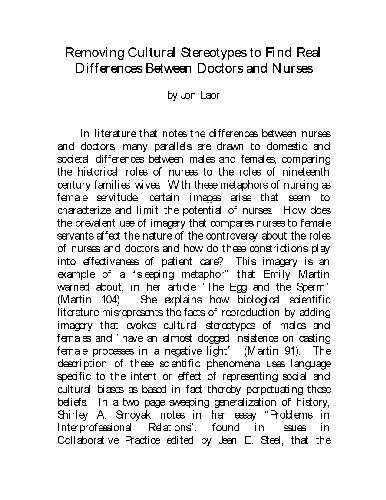 Removing Cultural Stereotypes to Find Real
Differences Between Doctors and Nurses
by Jon Laor
In literature that notes the differences between nurses
and doctors, many parallels are drawn to domestic and
societal differences between males and females, comparing
the historical roles of nurses to the roles of nineteenth
century families' wives. With these metaphors of nursing as
female servitude, certain images arise that seem to
characterize and limit the potential of nurses. How does
the prevalent use of imagery that compares nurses to female
servants affect the nature of the controversy about the roles
of nurses and doctors and how do these constrictions play
into effectiveness of patient care? This imagery is an
example of a "sleeping metaphor" that Emily Martin
warned about, in her article "The Egg and the Sperm"
(Martin 104). She explains how biological scientific
literature misrepresents the facts of reproduction by adding
imagery that evokes cultural stereotypes of males and
females and "have an almost dogged insistence on casting
female processes in a negative light" (Martin 91). The
description of these scientific phenomena uses language
specific to the intent or effect of representing social and
cultural biases as based in fact thereby perpetuating those
beliefs. In a two page sweeping generalization of history,
Shirley A. Smoyak notes in her essay "Problems in
Interprofessional Relations", found in Issues in
Collaborative Practice edited by Jean E. Steel, that the